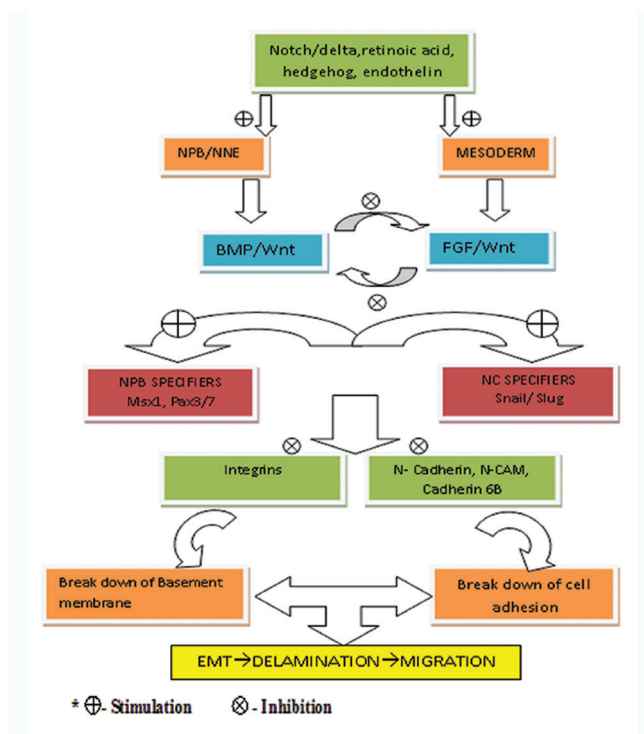 Notch/delta,retinoic acid,
hedgehog, endothelin
NPB/NNE
MESODERM
BMP/Wnt
FGF/Wnt
NPB SPECIFIERS
Msx1, Pax3/7
NC SPECIFIERS
Snail/ Slug
Integrins
N- Cadherin, N-CAM,
Cadherin 6B
Break down of Basement
membrane
Break down of cell
adhesion
EMT→DELAMINATION→MIGRATION
* ⊕- Stimulation ⊗ - Inhibition